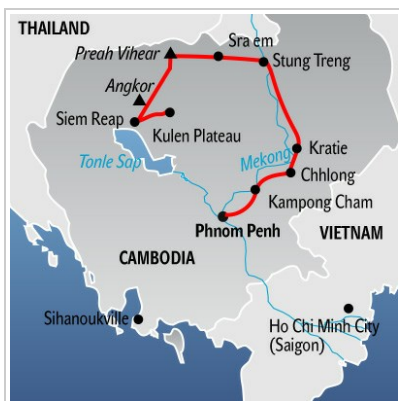 THAILAND
Preah Vihear
Sra em
Stung Treng
Angkor
Siem Reap
Kulen Plateau
Tonle Sap
Mekong
Kratie
Chhlong
Kampong Cham
Phnom Penh
VIETNAM
CAMBODIA
Sihanoukville
Ho Chi Minh City
(Saigon)